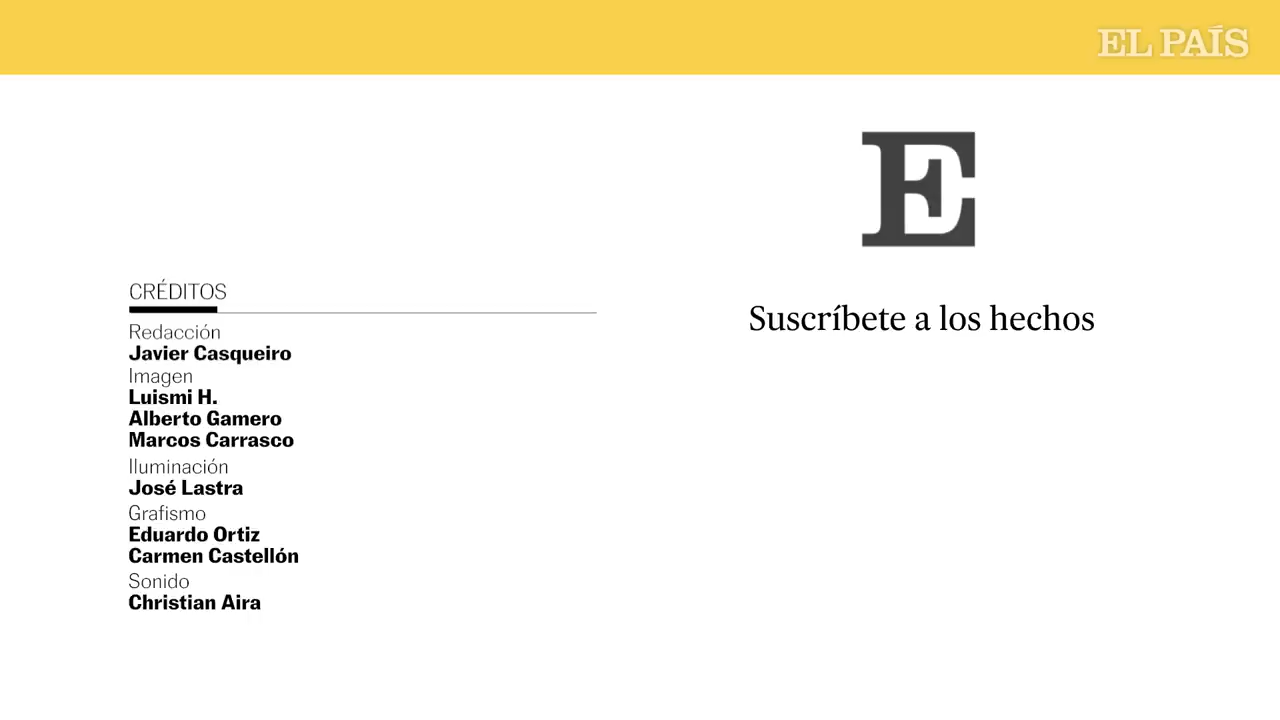 EL PAÍS
E
CRÉDITOS
Redacción
Javier Casqueiro
Imagen
Luismi H.
Alberto Gamero
Marcos Carrasco
Iluminación
José Lastra
Grafismo
Eduardo Ortiz
Carmen Castellón
Sonido
Christian Aira
Suscríbete a los hechos